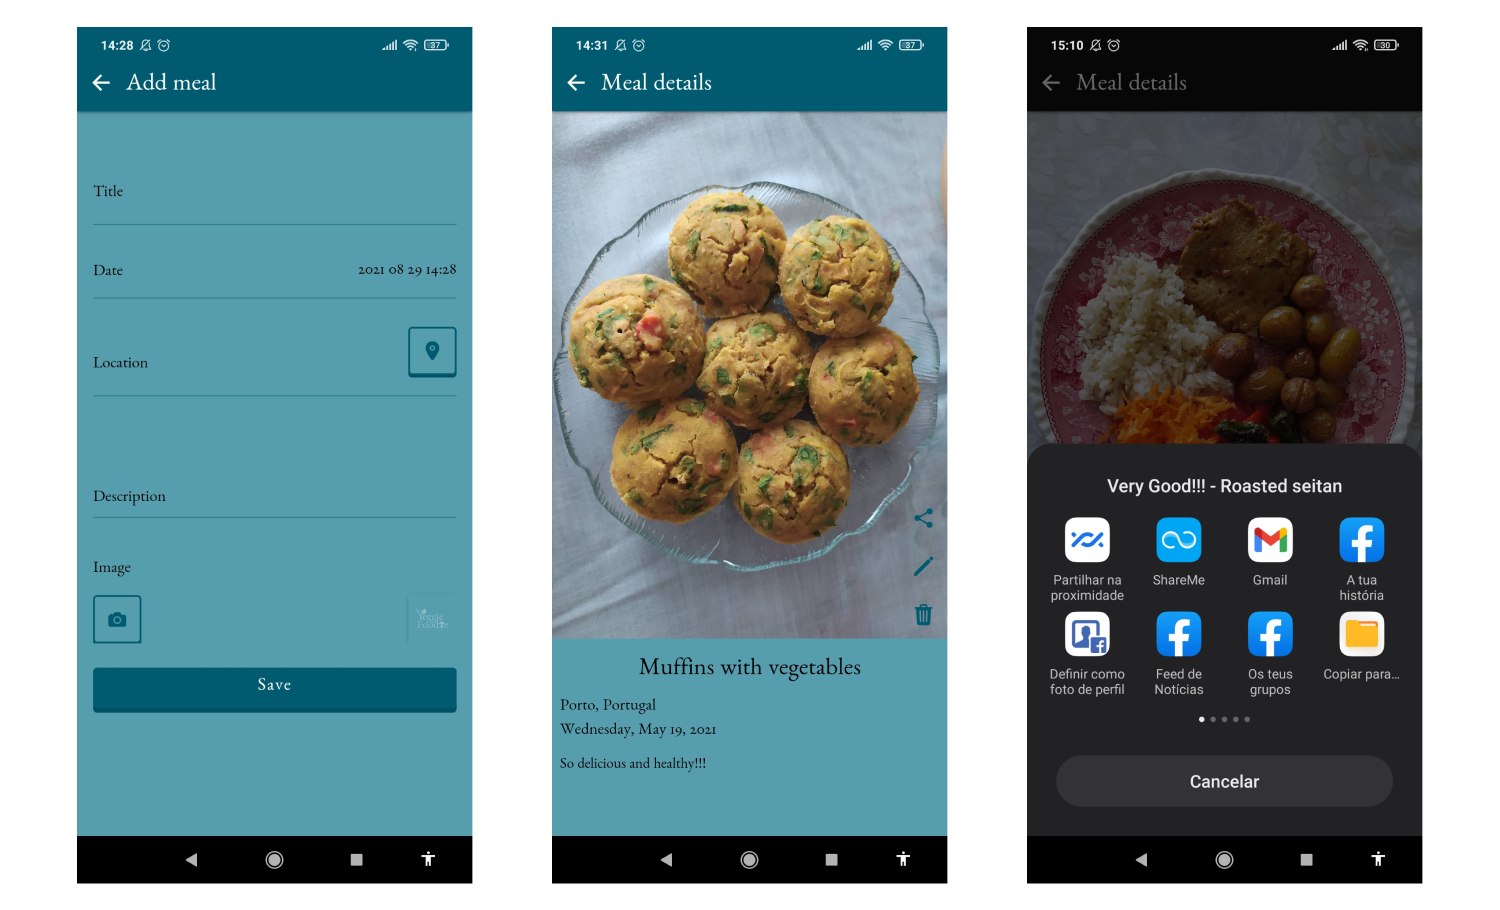 14:28
37
Add meal
Title
Date
2021 08 29 14:28
Location
Description
Image
Veggie
Foodie
Save
14:31
37
Meal details
Muffins with vegetables
Porto, Portugal
Wednesday, May 19, 2021
So delicious and healthy!!!
15:10
30
Meal details
Very Good!!! - Roasted seitan
Partilhar na
proximidade
ShareMe
Gmail
A tua
história
Definir como
foto de perfil
Feed de
Notícias
Os teus
grupos
Copiar para...
Cancelar